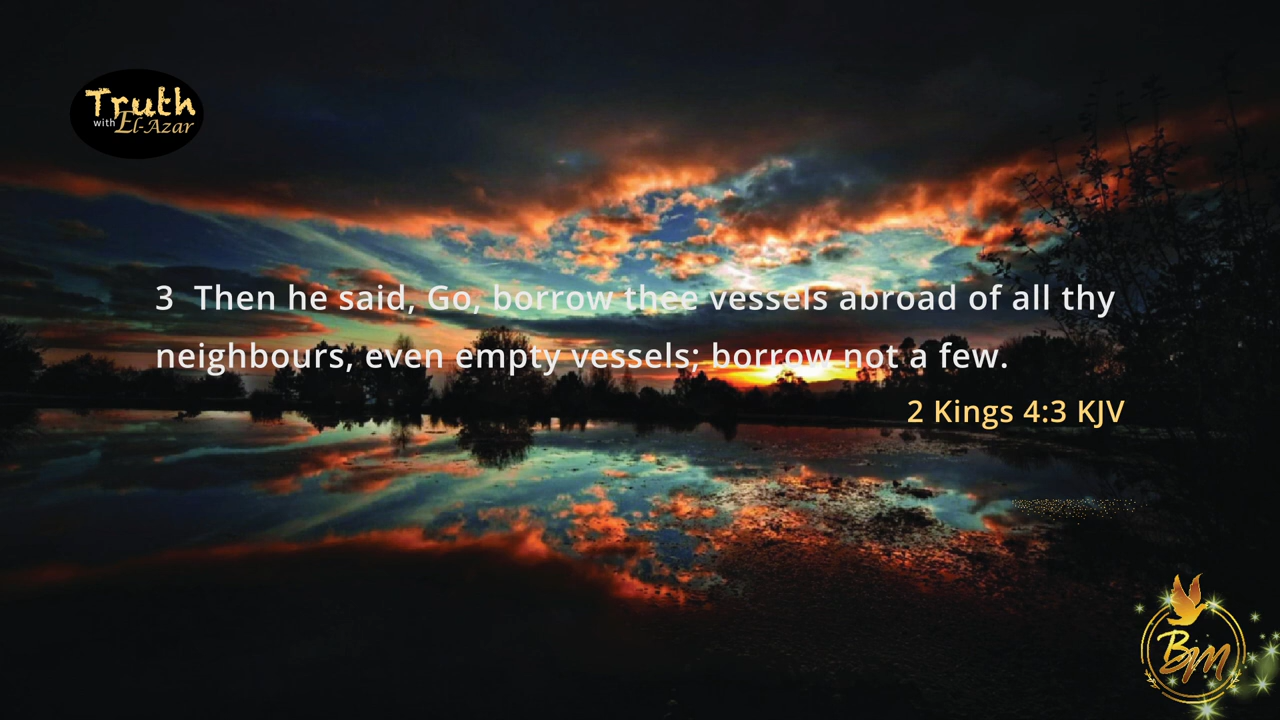 Truth
with El-Azar
3 Then he said, Go, borrow thee vessels abroad of all thy
neighbours, even empty vessels; borrow not a few.
2 Kings 4:3 KJV
BM